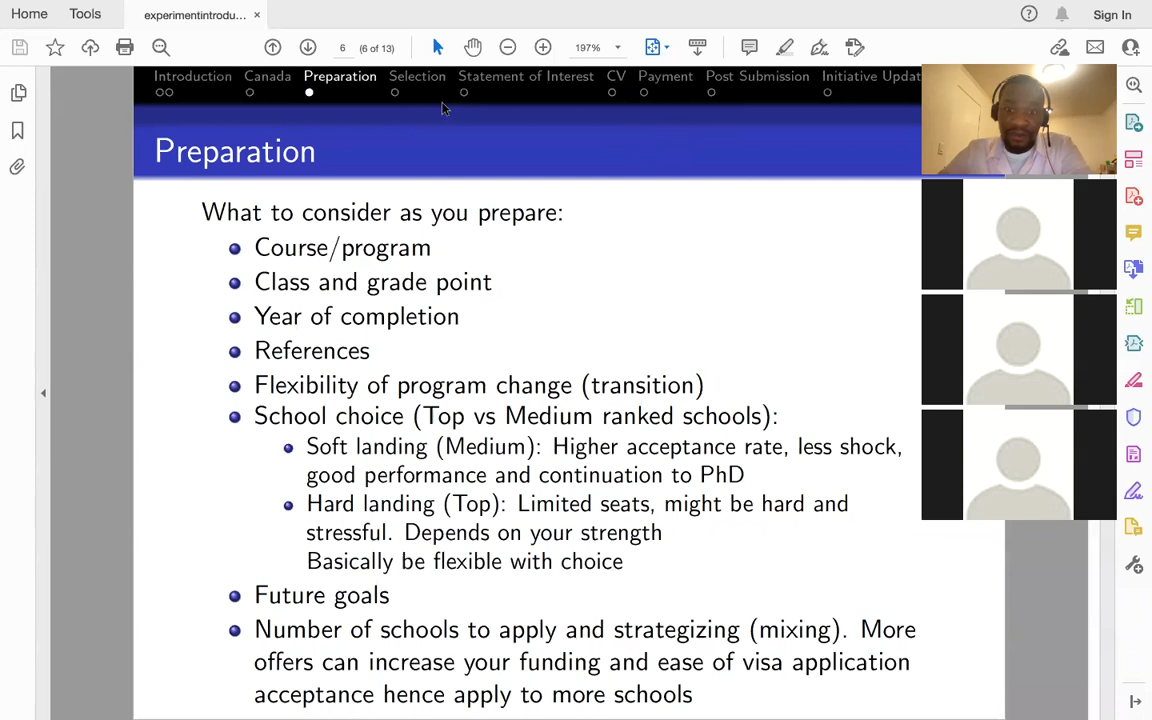 Home Tools experimentintrodu... × Sign In
6 (6 of 13) 197%
Introduction Canada Preparation Selection Statement of Interest CV Payment Post Submission Initiative Updat
Preparation
What to consider as you prepare:
Course/program
Class and grade point
Year of completion
References
Flexibility of program change (transition)
School choice (Top vs Medium ranked schools):
Soft landing (Medium): Higher acceptance rate, less shock,
good performance and continuation to PhD
Hard landing (Top): Limited seats, might be hard and
stressful. Depends on your strength
Basically be flexible with choice
Future goals
Number of schools to apply and strategizing (mixing). More
offers can increase your funding and ease of visa application
acceptance hence apply to more schools